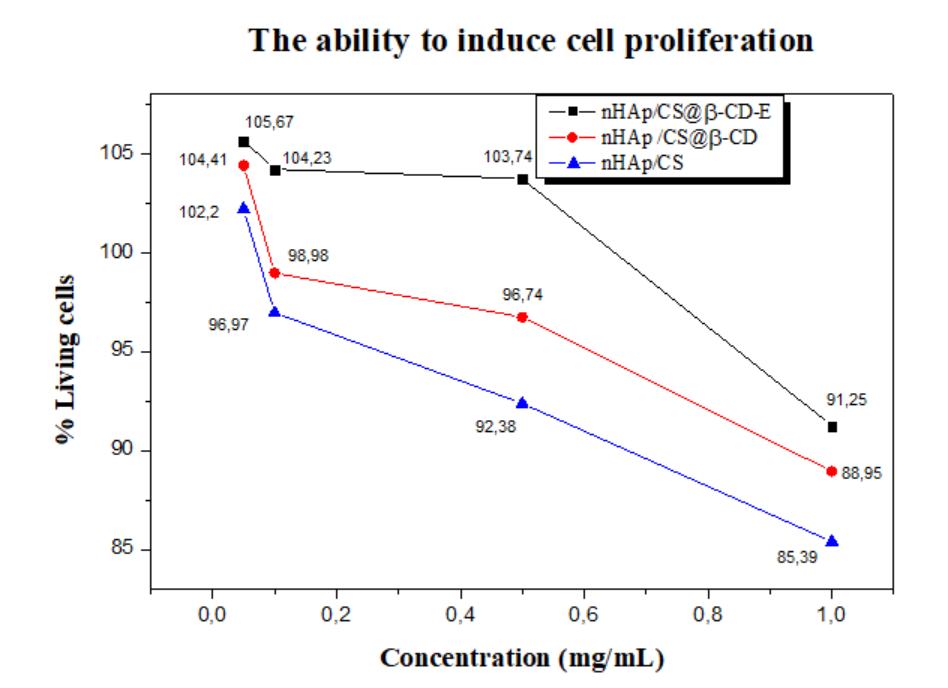 The ability to induce cell proliferation
nHAp/CS@β-CD-E
nHAp /CS@β-CD
nHAp/CS
105,67
104,23
103,74
104,41
102,2
98,98
96,97
96,74
92,38
91,25
88,95
85,39
105
100
95
90
85
% Living cells
0,0 0,2 0,4 0,6 0,8 1,0
Concentration (mg/mL)